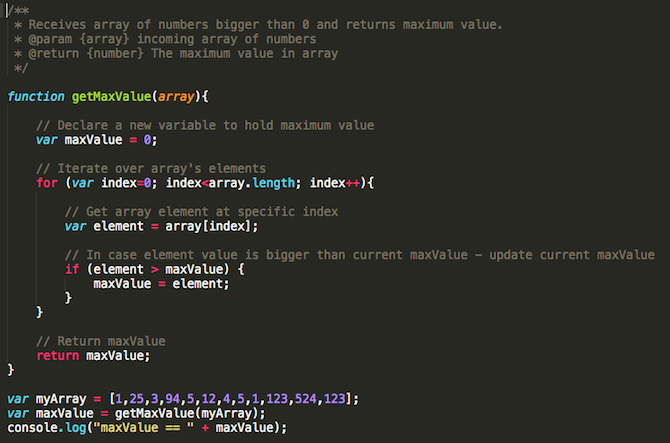 /**
 * Receives array of numbers bigger than 0 and returns maximum value.
 * @param {array} incoming array of numbers
 * @return {number} The maximum value in array
 */
function getMaxValue(array){
    // Declare a new variable to hold maximum value
    var maxValue = 0;
    // Iterate over array's elements
    for (var index=0; index<array.length; index++){
        // Get array element at specific index
        var element = array[index];
        // In case element value is bigger than current maxValue – update current maxValue
        if (element > maxValue) {
            maxValue = element;
        }
    }
    // Return maxValue
    return maxValue;
}
var myArray = [1,25,3,94,5,12,4,5,1,123,524,123];
var maxValue = getMaxValue(myArray);
console.log("maxValue == " + maxValue);